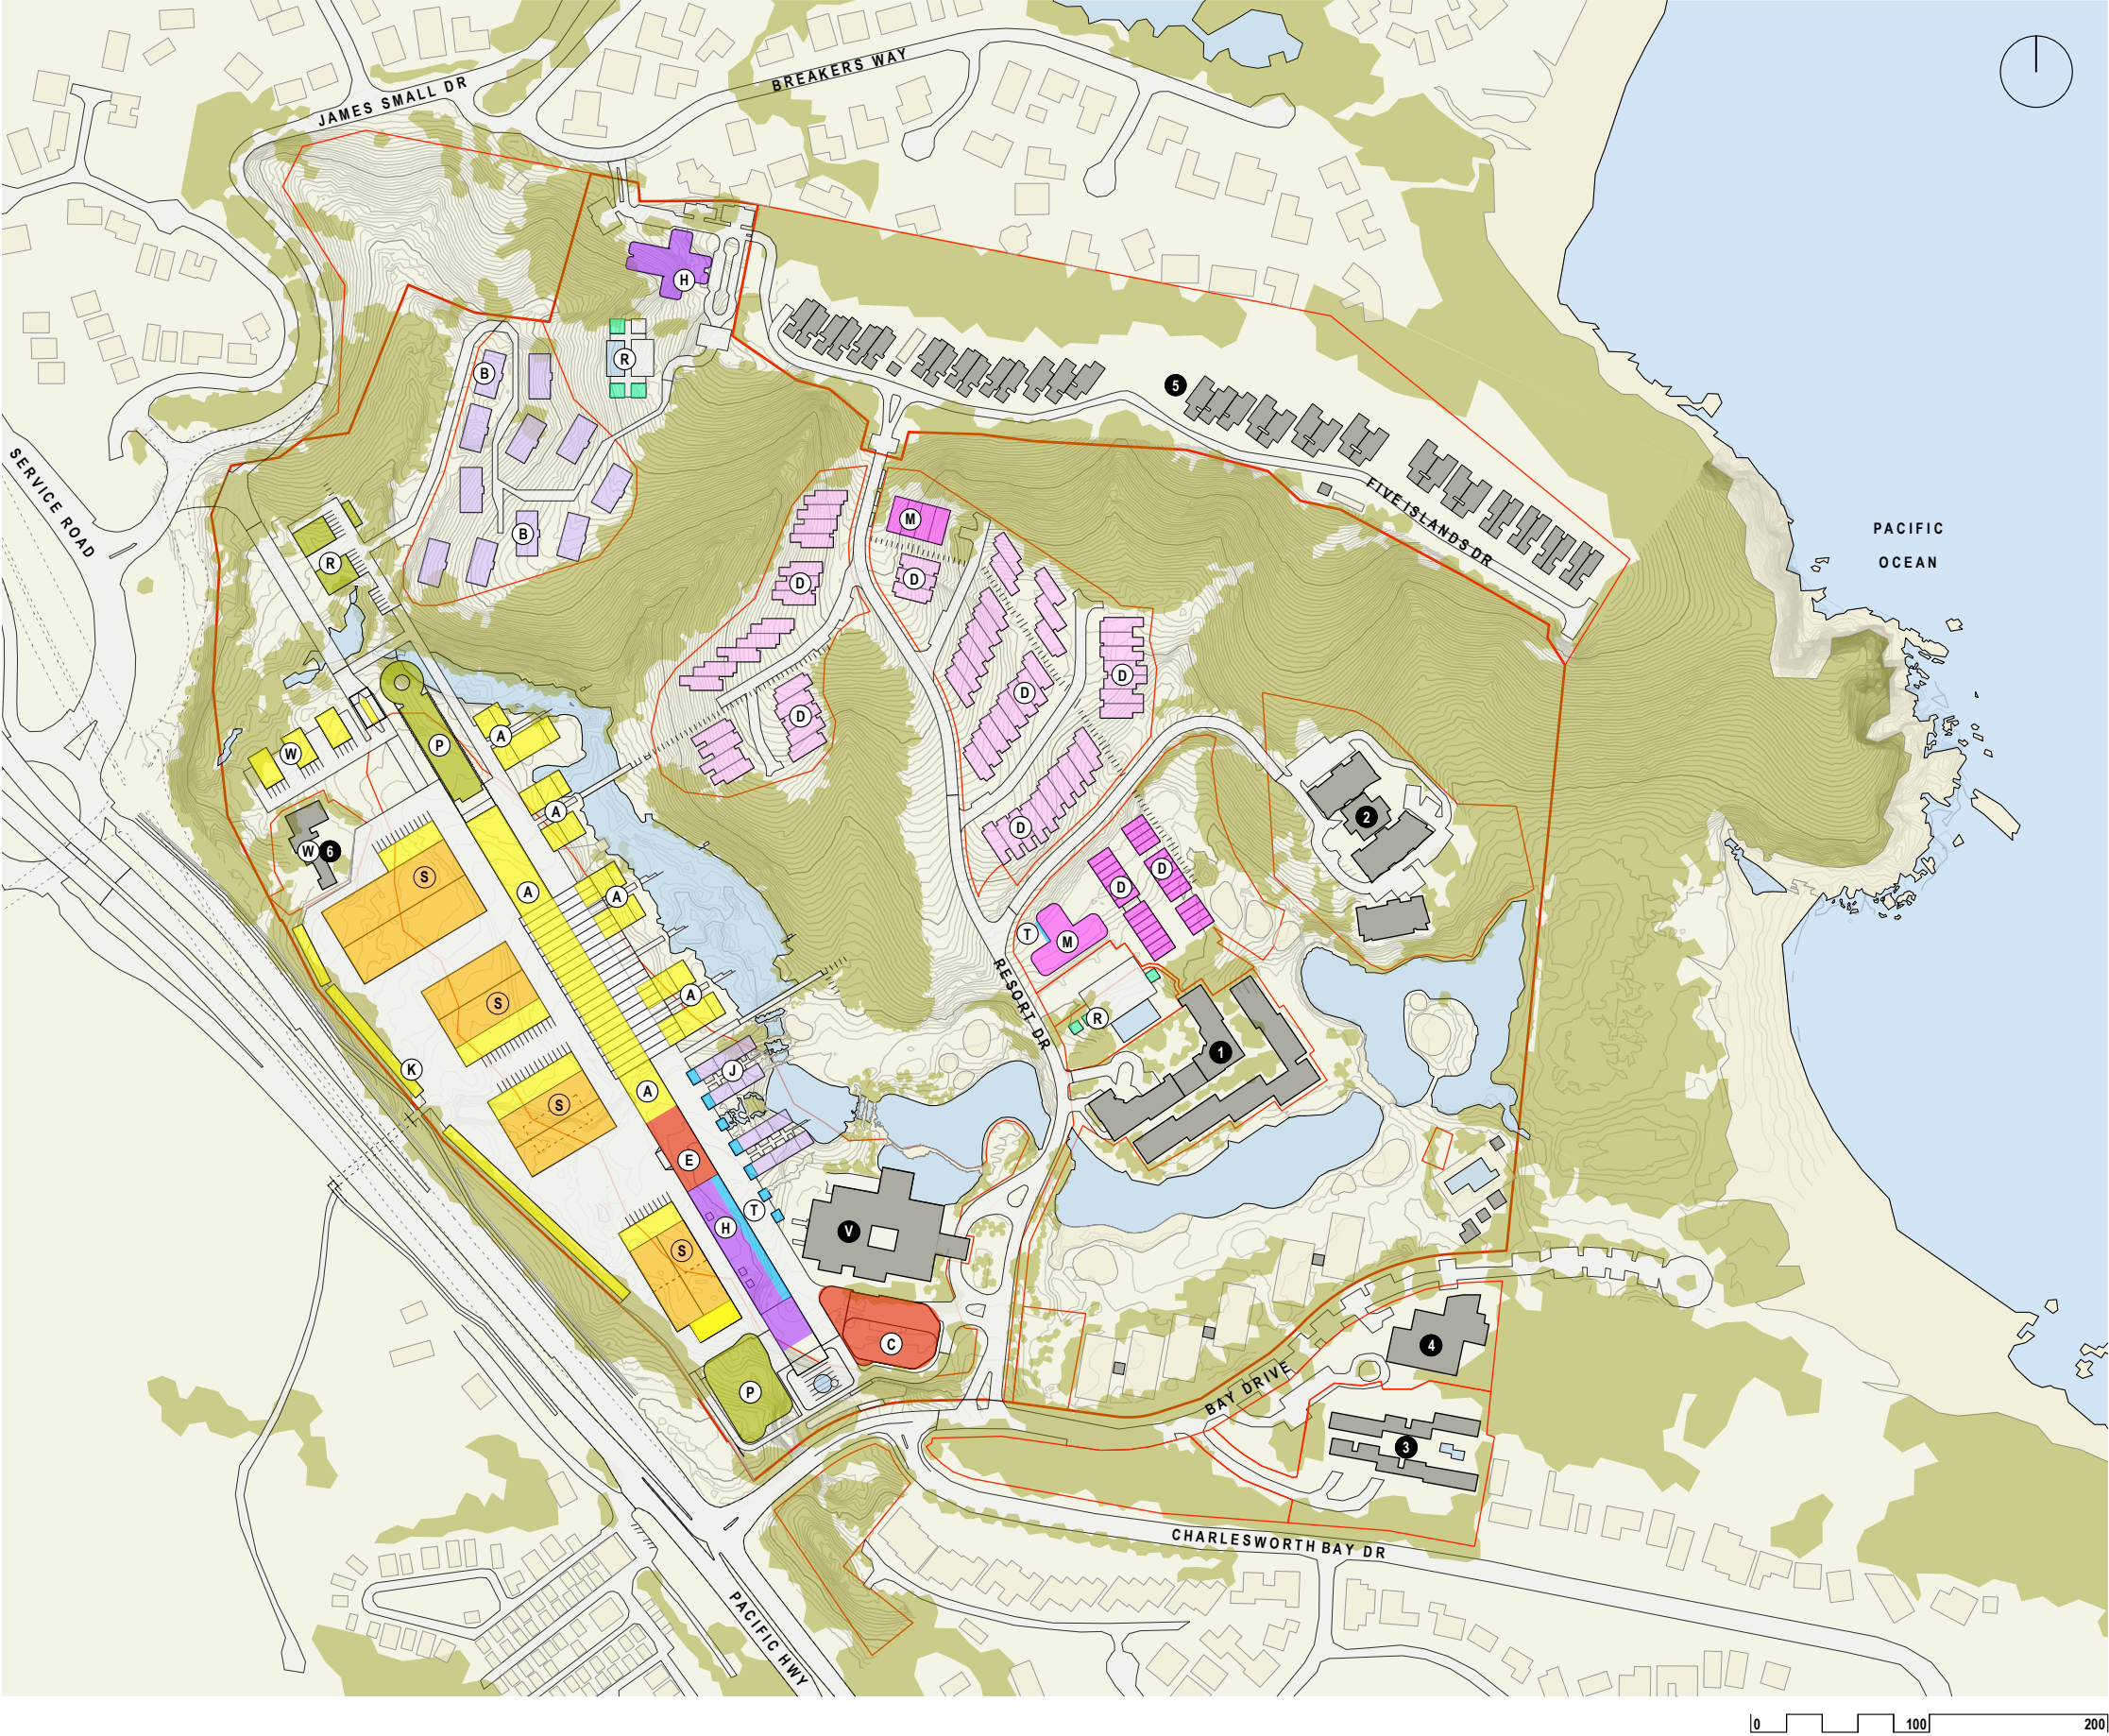 BREAKERS WAY
JAMES SMALL DR
H
R
B
5
SERVICE ROAD
FIVE ISLANDS DR
PACIFIC
OCEAN
M
B
R
D
D
D
D
D
A
P
W
A
2
D
W 6
S
A
A
D
D
T
M
S
A
RESORT DR
R
1
K
J
A
S
E
T
H
V
S
C
4
P
BAY DRIVE
3
CHARLESWORTH BAY DR
PACIFIC HWY
0 100 200